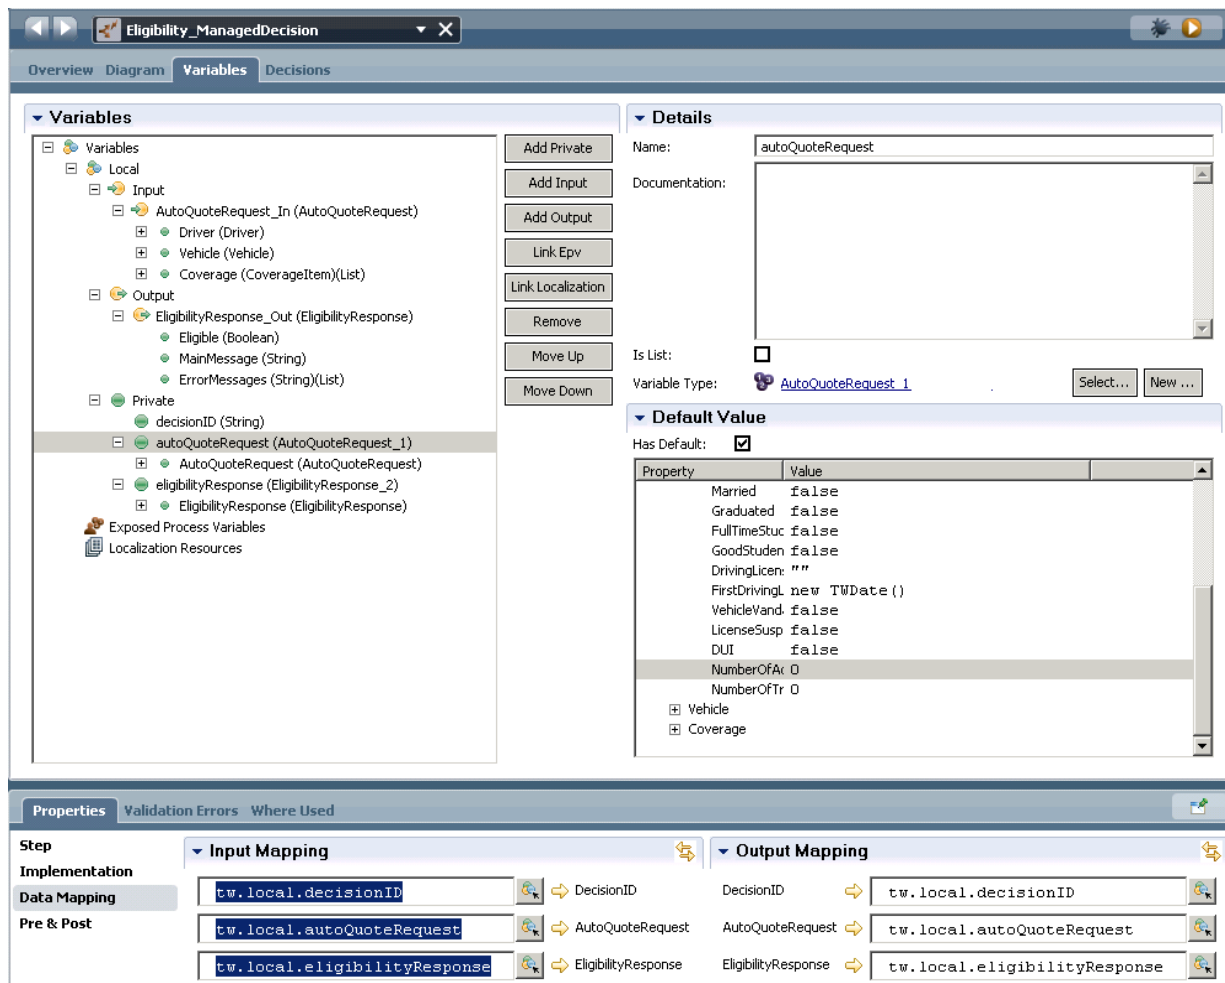 Eligibility_ManagedDecision
Overview Diagram Variables Decisions
Variables
Variables
Local
Input
AutoQuoteRequest_In (AutoQuoteRequest)
Driver (Driver)
Vehicle (Vehicle)
Coverage (CoverageItem)(List)
Output
EligibilityResponse_Out (EligibilityResponse)
Eligible (Boolean)
MainMessage (String)
ErrorMessages (String)(List)
Private
decisionID (String)
autoQuoteRequest (AutoQuoteRequest_1)
AutoQuoteRequest (AutoQuoteRequest)
eligibilityResponse (EligibilityResponse_2)
EligibilityResponse (EligibilityResponse)
Exposed Process Variables
Localization Resources
Add Private
Add Input
Add Output
Link Epv
Link Localization
Remove
Move Up
Move Down
Details
Name: autoQuoteRequest
Documentation:
Is List:
Variable Type: AutoQuoteRequest_1 Select... New ...
Default Value
Has Default:
Property Value
Married false
Graduated false
FullTimeStuc false
GoodStuden false
DrivingLicen: ""
FirstDrivingL new TWDate()
VehicleVand. false
LicenseSusp false
DUI false
NumberOfAc 0
NumberOfTr 0
Vehicle
Coverage
Properties Validation Errors Where Used
Step
Implementation
Data Mapping
Pre & Post
Input Mapping
tw.local.decisionID DecisionID
tw.local.autoQuoteRequest AutoQuoteRequest
tw.local.eligibilityResponse EligibilityResponse
Output Mapping
DecisionID tw.local.decisionID
AutoQuoteRequest tw.local.autoQuoteRequest
EligibilityResponse tw.local.eligibilityResponse